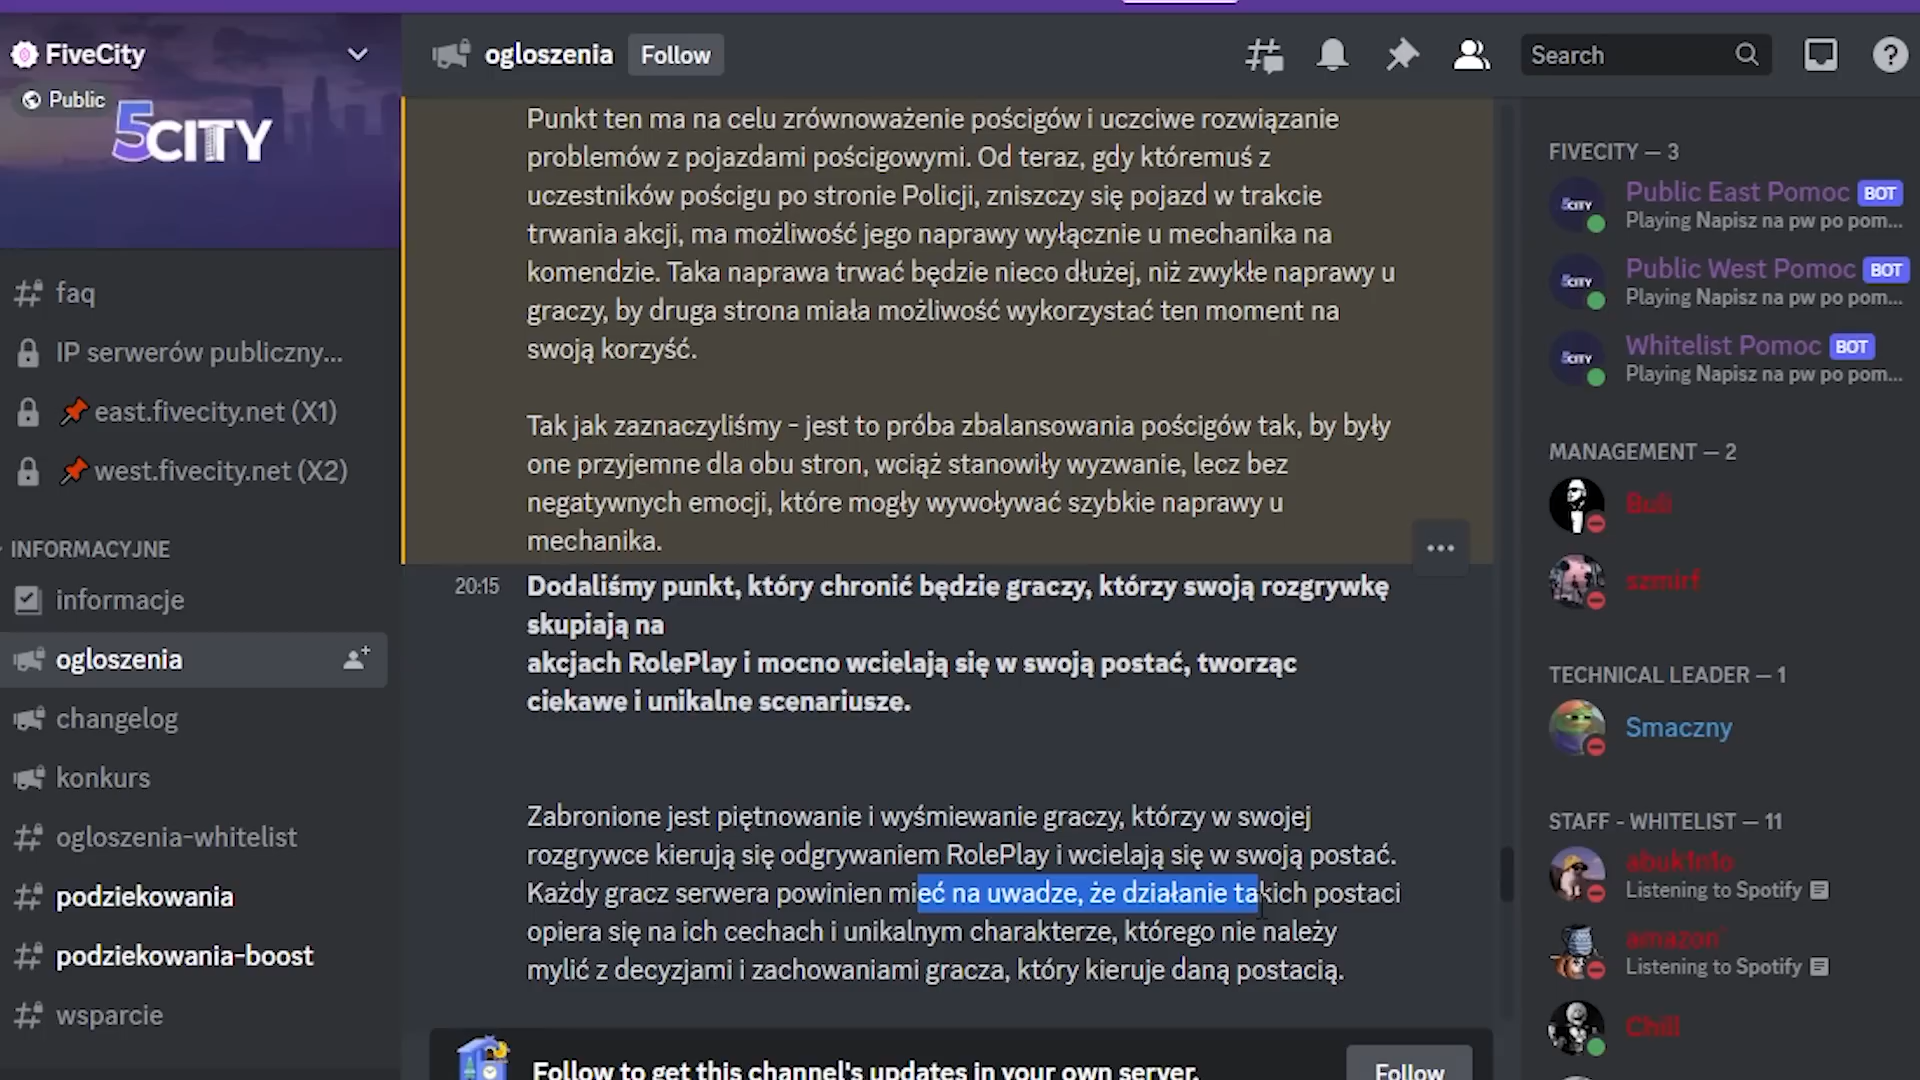 FiveCity
Public
5CITY
faq
IP serwerów publiczny...
east.fivecity.net (X1)
west.fivecity.net (X2)
INFORMACYJNE
informacje
ogloszenia
changelog
konkurs
ogloszenia-whitelist
podziekowania
podziekowania-boost
wsparcie
ogloszenia
Follow
Search
Punkt ten ma na celu zrównoważenie pościgów i uczciwe rozwiązanie
problemów z pojazdami pościgowymi. Od teraz, gdy któremuś z
uczestników pościgu po stronie Policji, zniszczy się pojazd w trakcie
trwania akcji, ma możliwość jego naprawy wyłącznie u mechanika na
komendzie. Taka naprawa trwać będzie nieco dłużej, niż zwykłe naprawy u
graczy, by druga strona miała możliwość wykorzystać ten moment na
swoją korzyść.
Tak jak zaznaczyliśmy - jest to próba zbalansowania pościgów tak, by były
one przyjemne dla obu stron, wciąż stanowiły wyzwanie, lecz bez
negatywnych emocji, które mogły wywoływać szybkie naprawy u
mechanika.
20:15
Dodaliśmy punkt, który chronić będzie graczy, którzy swoją rozgrywkę
skupiają na
akcjach RolePlay i mocno wcielają się w swoją postać, tworząc
ciekawe i unikalne scenariusze.
Zabronione jest piętnowanie i wyśmiewanie graczy, którzy w swojej
rozgrywce kierują się odgrywaniem RolePlay i wcielają się w swoją postać.
Każdy gracz serwera powinien mieć na uwadze, że działanie takich postaci
opiera się na ich cechach i unikalnym charakterze, którego nie należy
mylić z decyzjami i zachowaniami gracza, który kieruje daną postacią.
Follow to get this channel's updates in your own server.
Follow
FIVECITY — 3
5CITY
Public East Pomoc BOT
Playing Napisz na pw po pom...
5CITY
Public West Pomoc BOT
Playing Napisz na pw po pom...
5CITY
Whitelist Pomoc BOT
Playing Napisz na pw po pom...
MANAGEMENT — 2
Buli
szmirf
TECHNICAL LEADER — 1
Smaczny
STAFF - WHITELIST — 11
abuk1n1o
Listening to Spotify
amazon`
Listening to Spotify
Chill